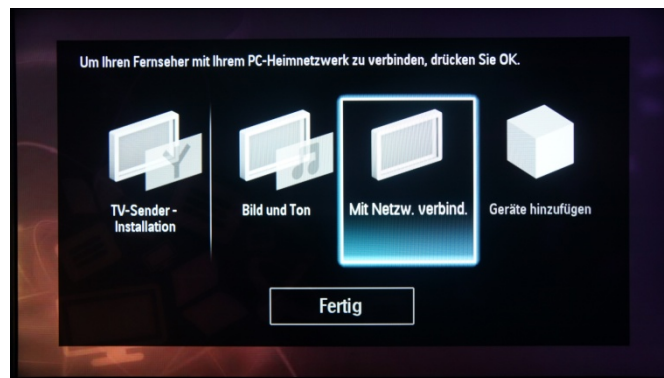 Um Ihren Fernseher mit Ihrem PC-Heimnetzwerk zu verbinden, drücken Sie OK.
TV-Sender -
Installation
Bild und Ton
Mit Netzw. verbind.
Geräte hinzufügen
Fertig